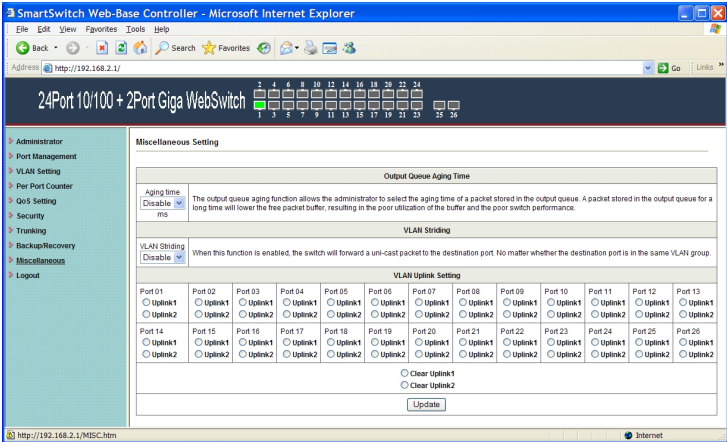 SmartSwitch Web-Base Controller - Microsoft Internet Explorer
File Edit View Favorites Tools Help
Back Search Favorites
Address http://192.168.2.1/ Go Links »
24Port 10/100 + 2Port Giga WebSwitch
2 4 6 8 10 12 14 16 18 20 22 24
1 3 5 7 9 11 13 15 17 19 21 23 25 26
Administrator
Port Management
VLAN Setting
Per Port Counter
QoS Setting
Security
Trunking
Backup/Recovery
Miscellaneous
Logout
Miscellaneous Setting
Output Queue Aging Time
Aging time
Disable
ms
The output queue aging function allows the administrator to select the aging time of a packet stored in the output queue. A packet stored in the output queue for a
long time will lower the free packet buffer, resulting in the poor utilization of the buffer and the poor switch performance.
VLAN Striding
VLAN Striding
Disable
When this function is enabled, the switch will forward a uni-cast packet to the destination port. No matter whether the destination port is in the same VLAN group.
VLAN Uplink Setting
Port 01 Port 02 Port 03 Port 04 Port 05 Port 06 Port 07 Port 08 Port 09 Port 10 Port 11 Port 12 Port 13
Uplink1 Uplink1 Uplink1 Uplink1 Uplink1 Uplink1 Uplink1 Uplink1 Uplink1 Uplink1 Uplink1 Uplink1 Uplink1
Uplink2 Uplink2 Uplink2 Uplink2 Uplink2 Uplink2 Uplink2 Uplink2 Uplink2 Uplink2 Uplink2 Uplink2 Uplink2
Port 14 Port 15 Port 16 Port 17 Port 18 Port 19 Port 20 Port 21 Port 22 Port 23 Port 24 Port 25 Port 26
Uplink1 Uplink1 Uplink1 Uplink1 Uplink1 Uplink1 Uplink1 Uplink1 Uplink1 Uplink1 Uplink1 Uplink1 Uplink1
Uplink2 Uplink2 Uplink2 Uplink2 Uplink2 Uplink2 Uplink2 Uplink2 Uplink2 Uplink2 Uplink2 Uplink2 Uplink2
Clear Uplink1
Clear Uplink2
Update
http://192.168.2.1/MISC.htm Internet